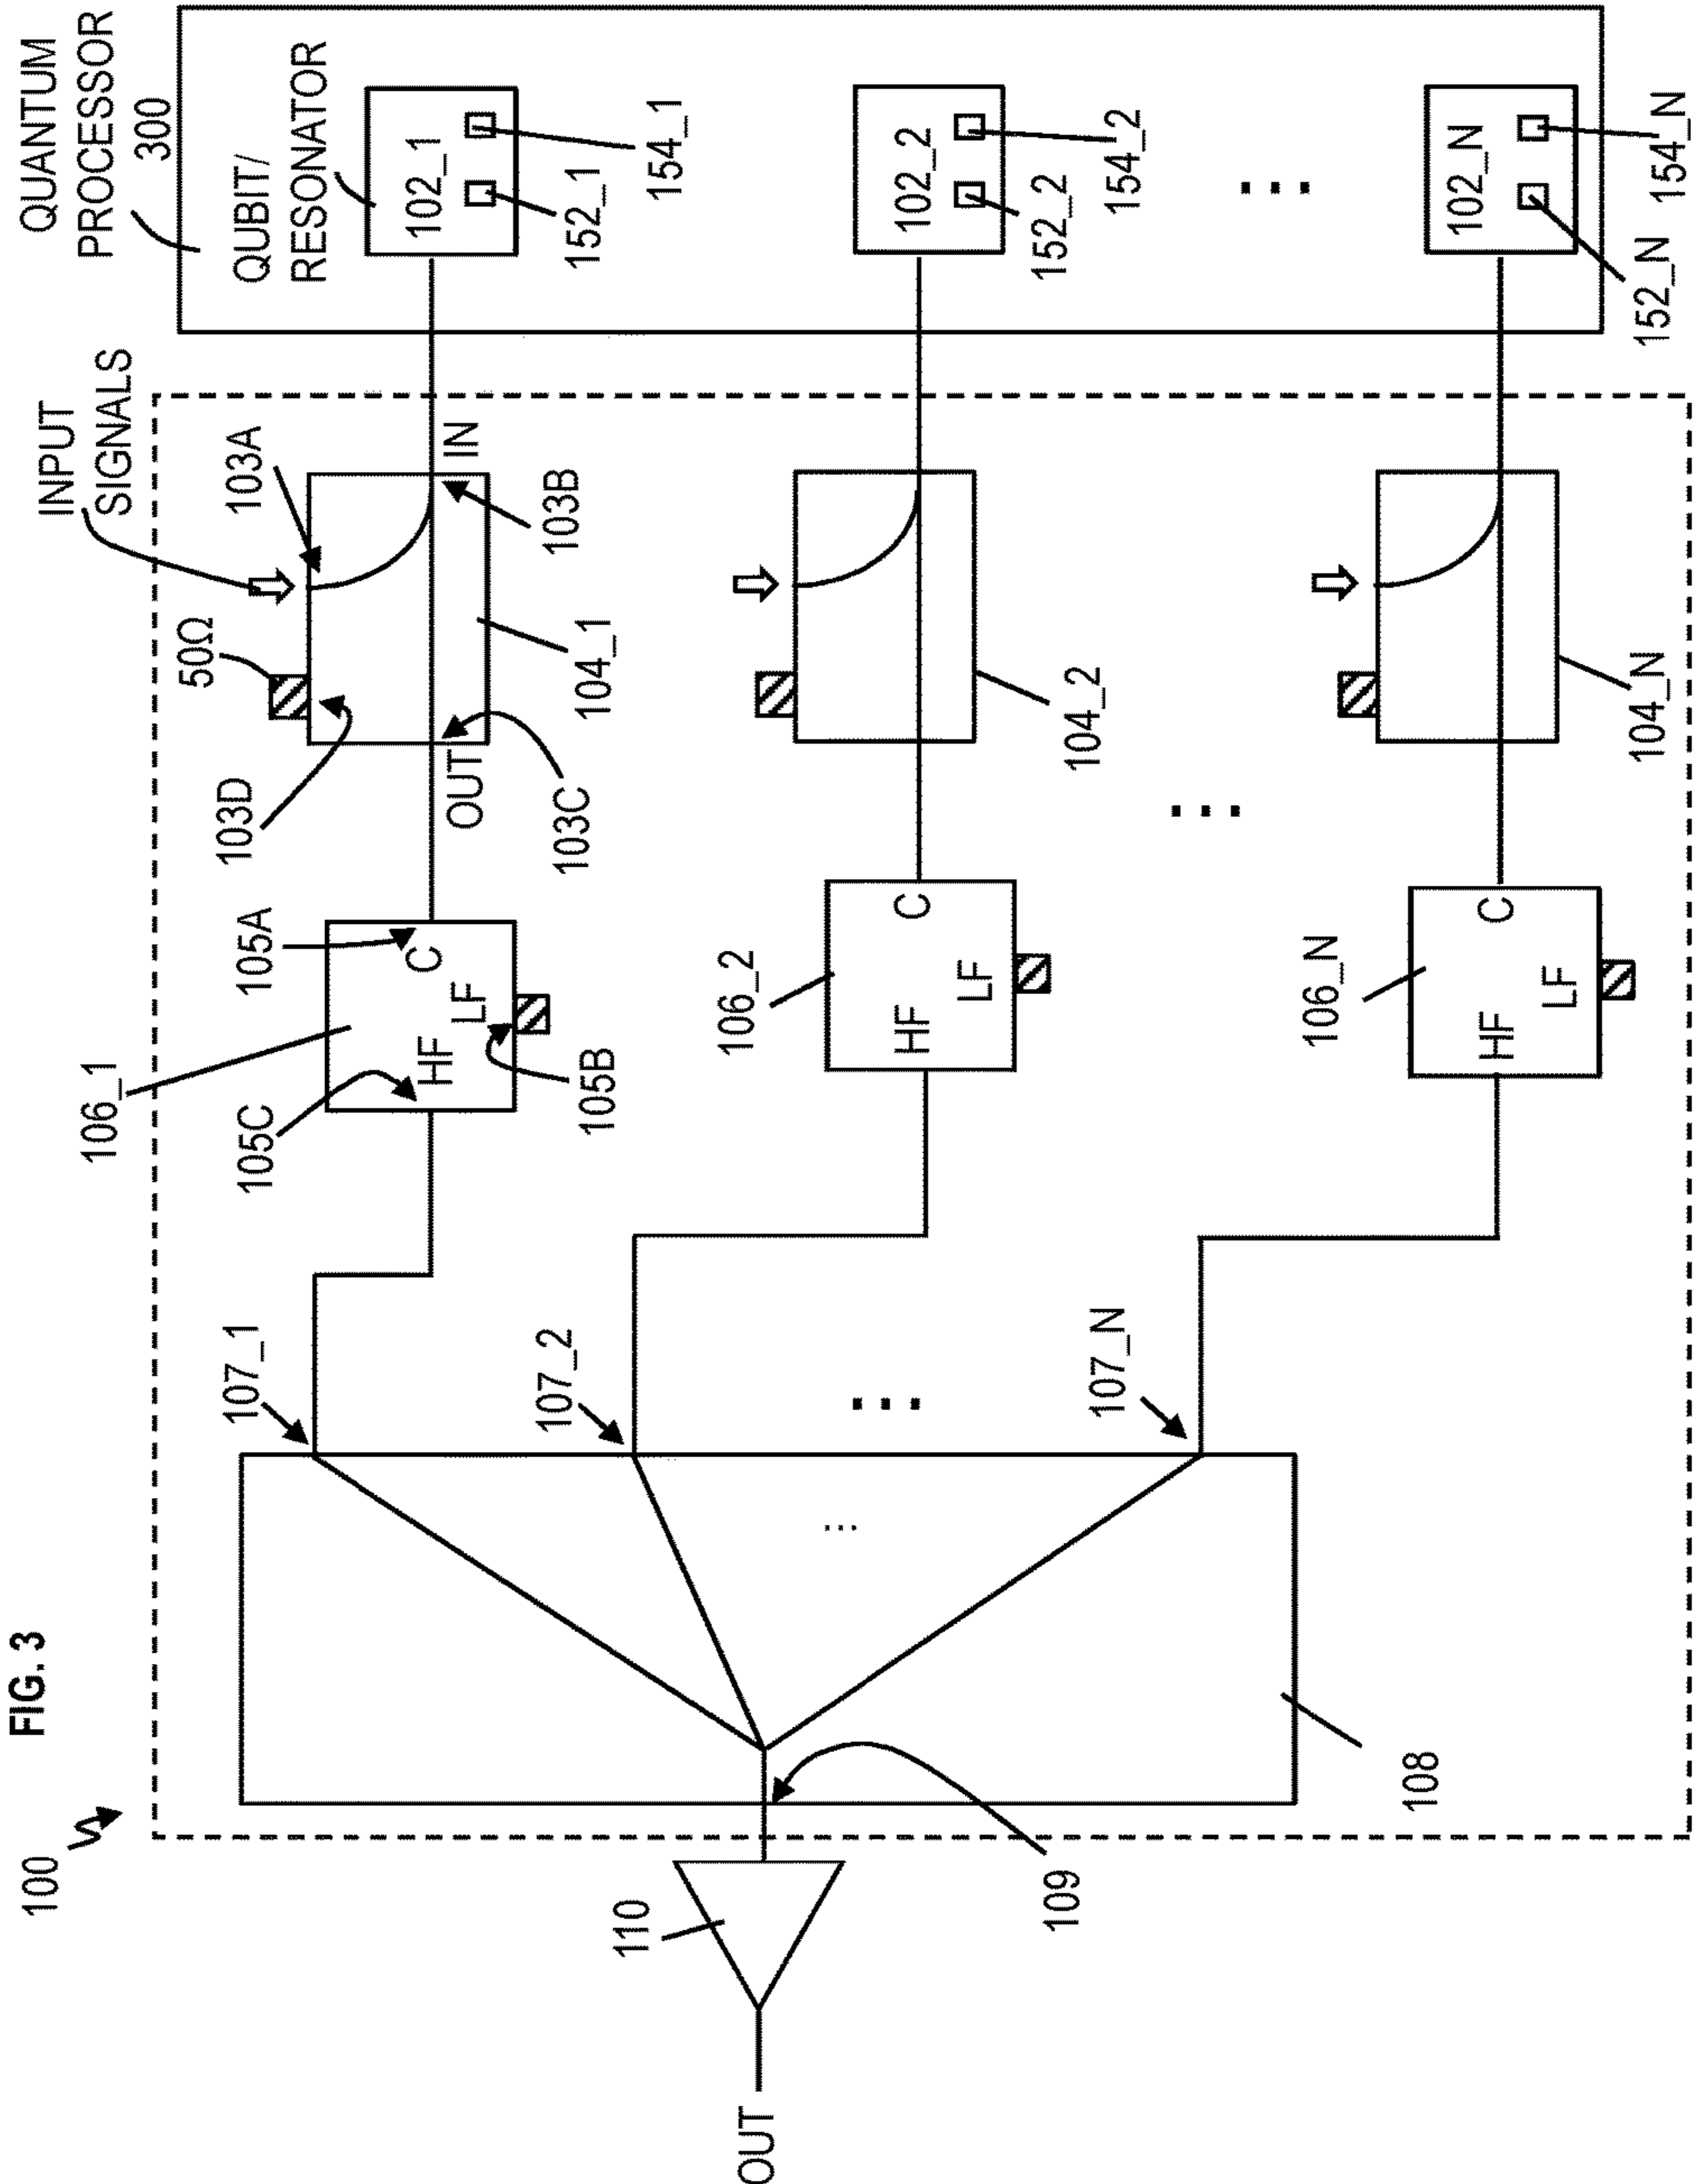 FIG. 3
100
QUANTUM
PROCESSOR
300
QUBIT/
RESONATOR
102_1
152_1
154_1
102_2
152_2
154_2
...
102_N
152_N
154_N
INPUT
SIGNALS
50Ω
103A
103D
IN
103B
OUT
103C
104_1
104_2
...
104_N
106_1
105A
105C
C
HF
LF
105B
106_2
C
HF
LF
106_N
C
HF
LF
107_1
107_2
...
107_N
...
108
109
110
OUT